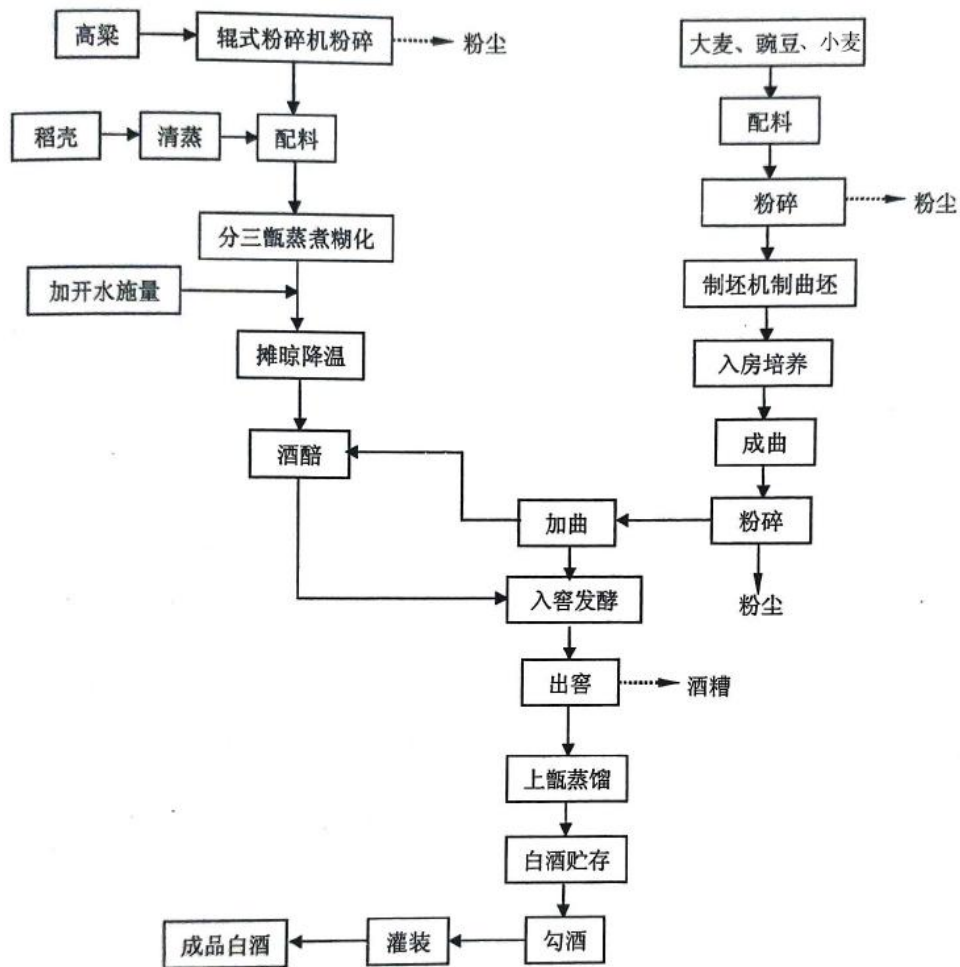 高粱
辊式粉碎机粉碎
粉尘
大麦、豌豆、小麦
稻壳
清蒸
配料
配料
粉碎
粉尘
分三甑蒸煮糊化
加开水施量
制坯机制曲坯
摊晾降温
入房培养
酒醅
成曲
加曲
粉碎
入窖发酵
粉尘
出窖
酒糟
上甑蒸馏
白酒贮存
成品白酒
灌装
勾酒